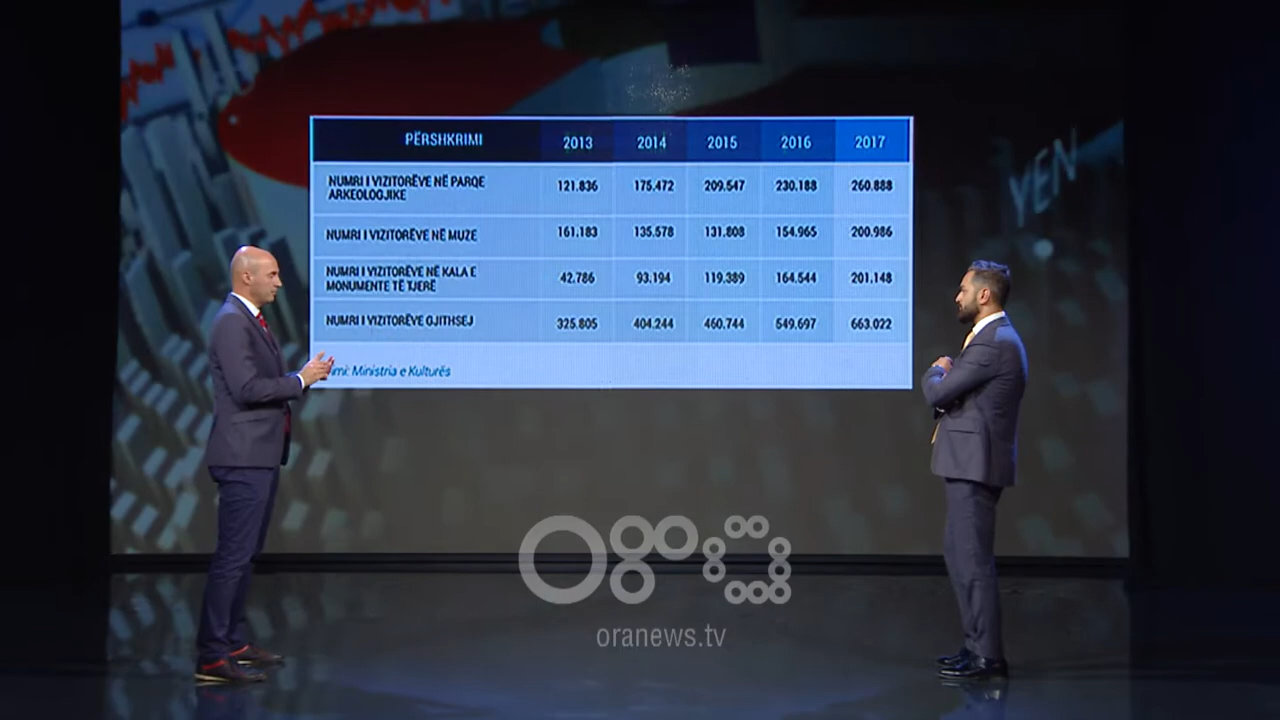 PËRSHKRIMI 2013 2014 2015 2016 2017
NUMRI I VIZITORËVE NË PARQE
ARKEOLOGJIKE 121.836 175.472 209.547 230.188 260.888
NUMRI I VIZITORËVE NË MUZE 161.183 135.578 131.808 154.965 200.986
NUMRI I VIZITORËVE NË KALA E
MONUMENTE TË TJERË 42.786 93.194 119.389 164.544 201.148
NUMRI I VIZITORËVE GJITHSEJ 325.805 404.244 460.744 549.697 663.022
Ministria e Kulturës
YEN
ora
oranews.tv